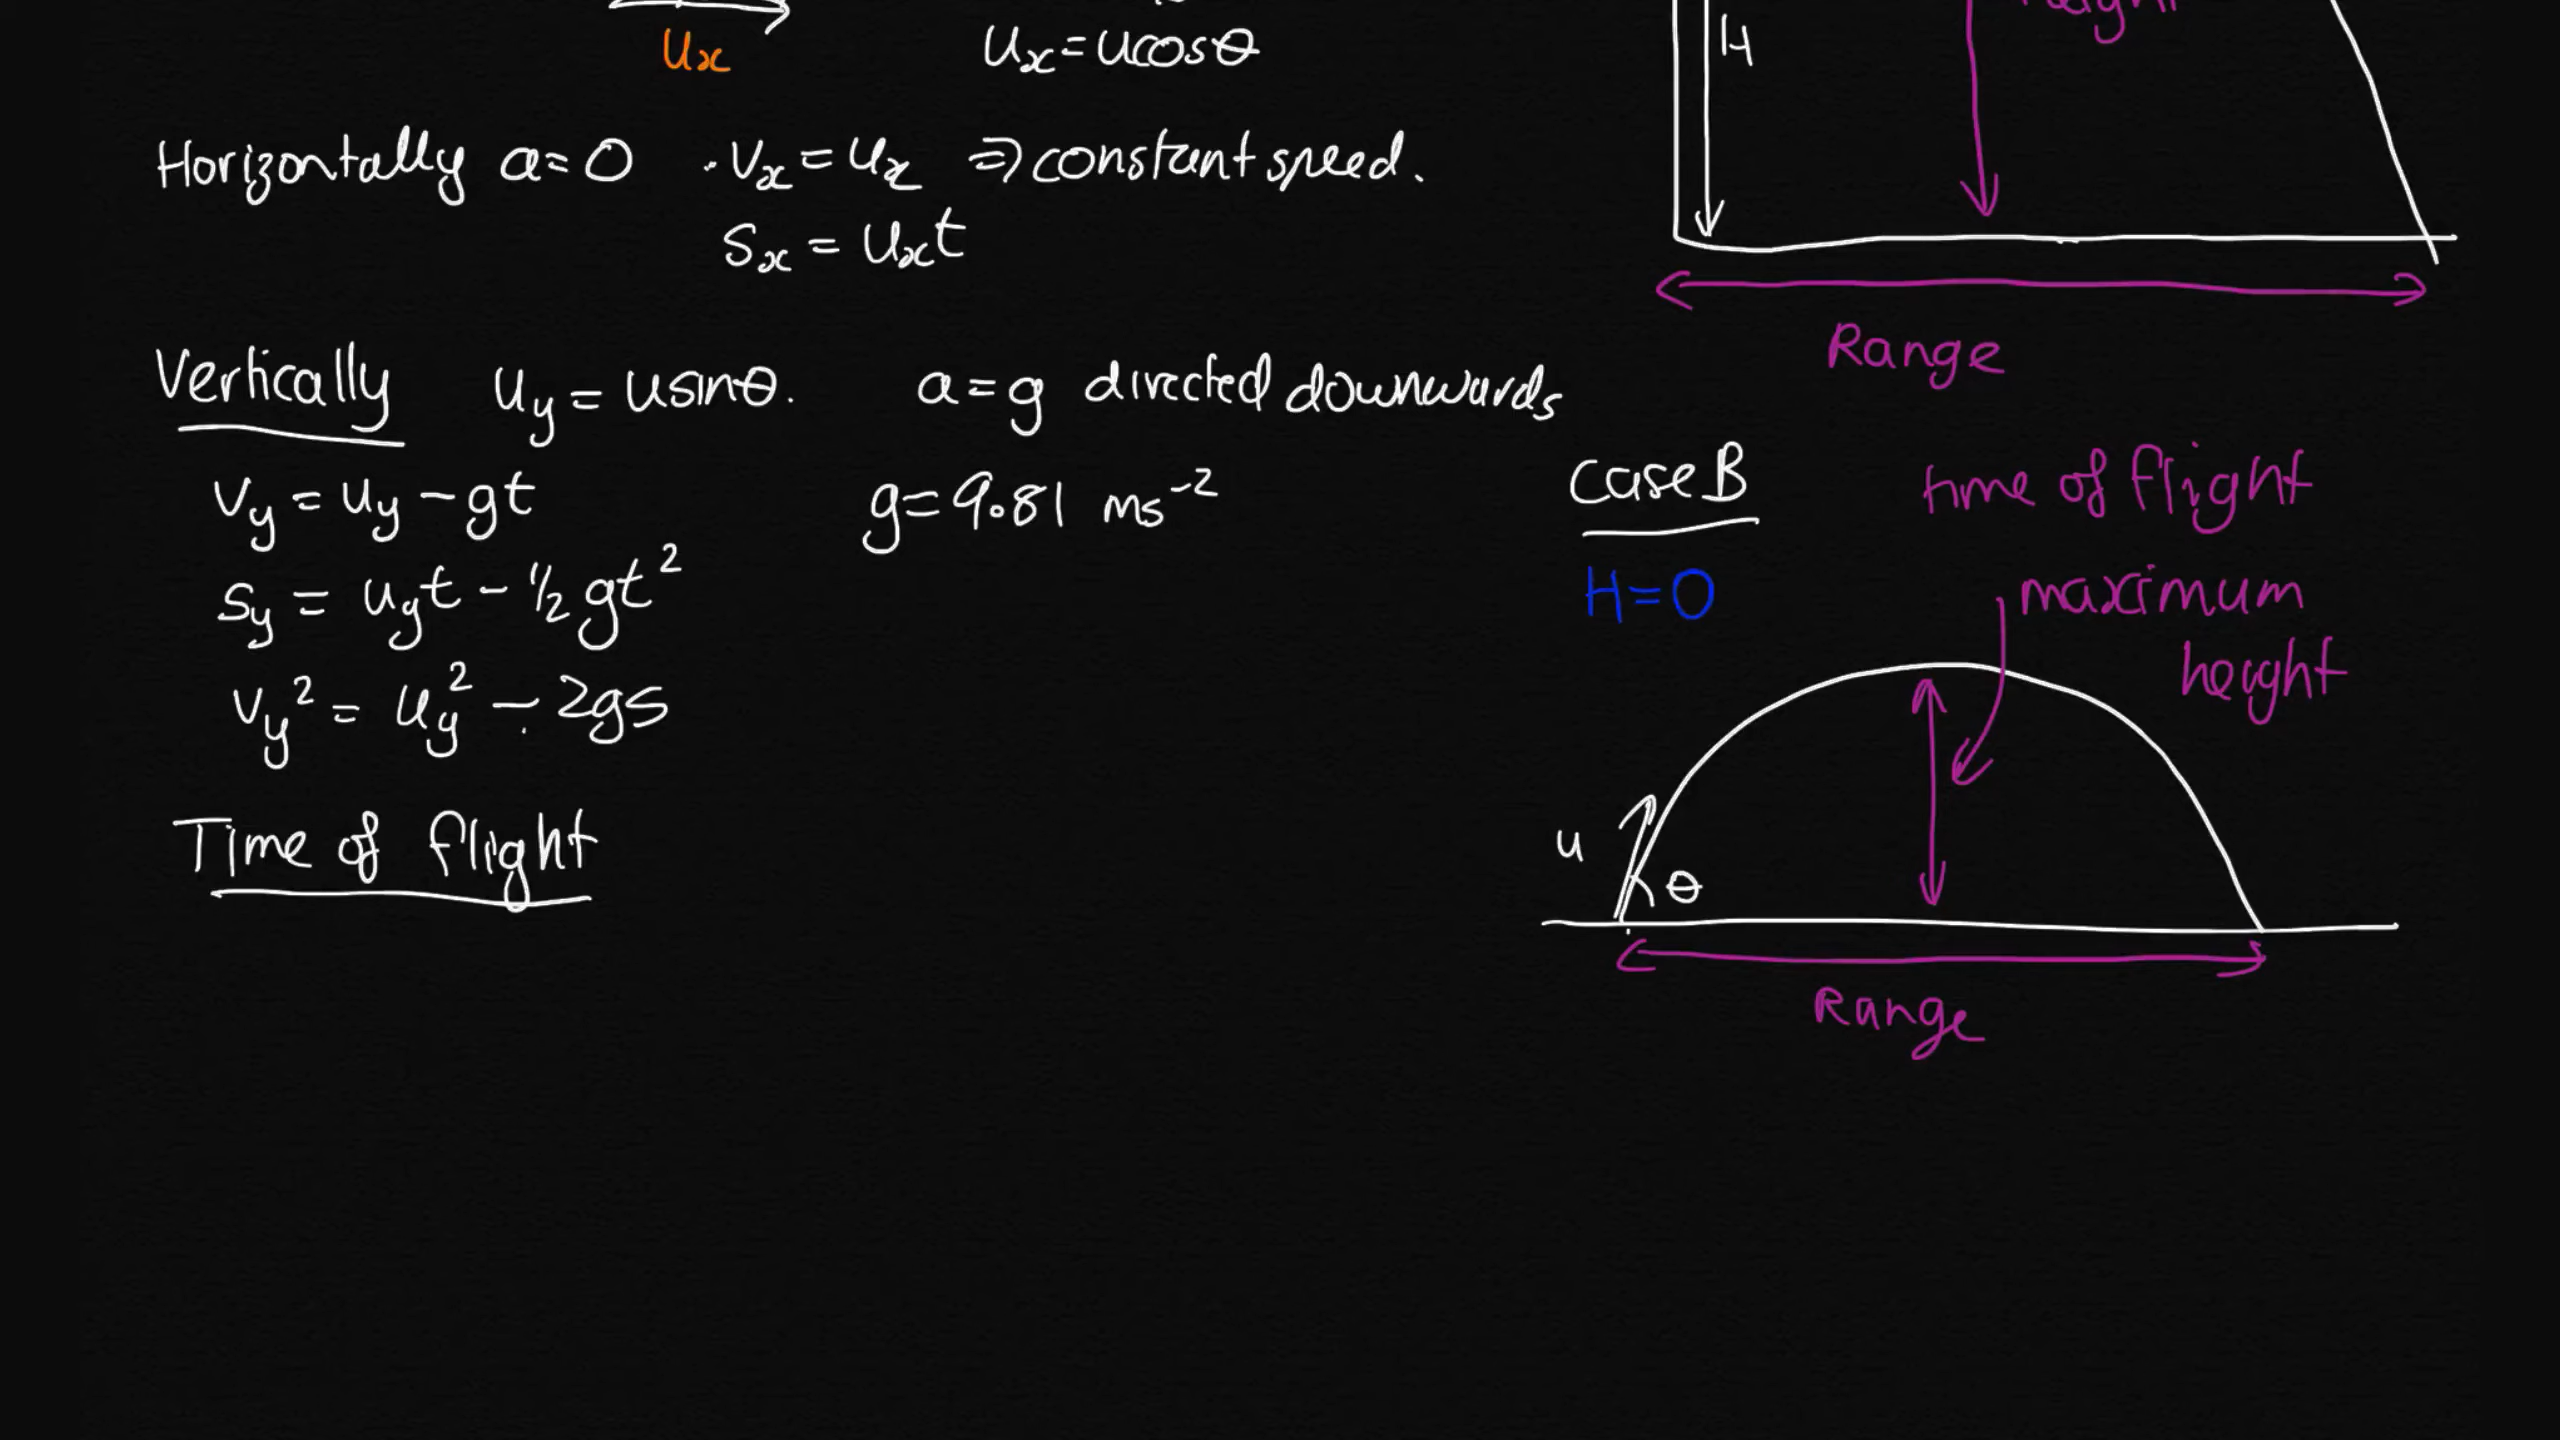 ux
ux=ucosθ
H
Horizontally a=0 · vx = ux ⇒ constant speed.
sx = uxt
Range
Vertically uy = usinθ. a=g directed downwards
vy = uy − gt g=9.81 ms⁻²
sy = uyt − ½gt²
vy² = uy² − 2gs
Time of flight
Case B time of flight
H=0
maximum
height
u
θ
Range